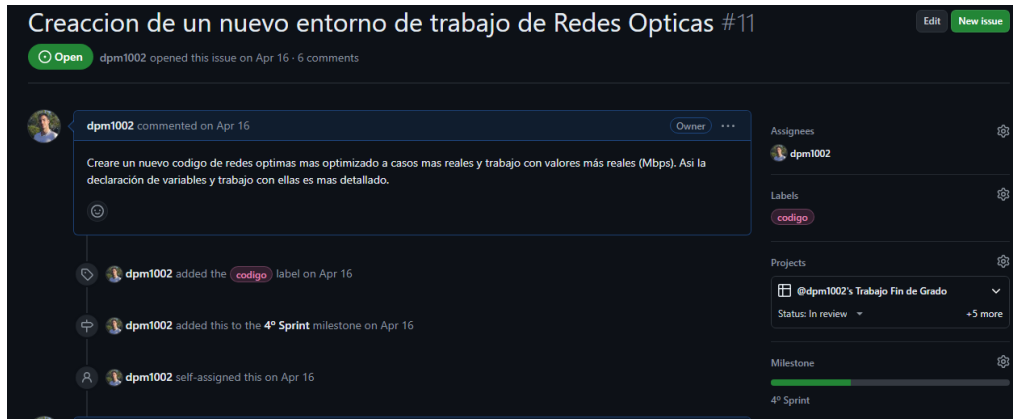 Creaccion de un nuevo entorno de trabajo de Redes Opticas #11
Edit
New issue
Open
dpm1002 opened this issue on Apr 16 · 6 comments
dpm1002 commented on Apr 16
Owner
Creare un nuevo codigo de redes optimas mas optimizado a casos mas reales y trabajo con valores más reales (Mbps). Asi la
declaración de variables y trabajo con ellas es mas detallado.
dpm1002 added the codigo label on Apr 16
dpm1002 added this to the 4º Sprint milestone on Apr 16
dpm1002 self-assigned this on Apr 16
Assignees
dpm1002
Labels
codigo
Projects
@dpm1002's Trabajo Fin de Grado
Status: In review
+5 more
Milestone
4º Sprint